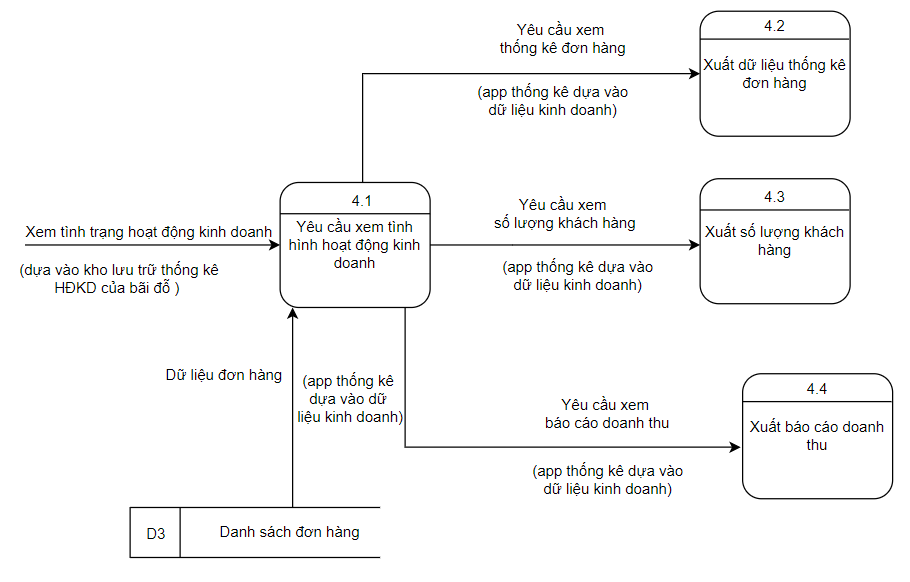 4.2
Xuất dữ liệu thống kê
đơn hàng
Yêu cầu xem
thống kê đơn hàng
(app thống kê dựa vào
dữ liệu kinh doanh)
4.1
Yêu cầu xem tình
hình hoạt động kinh
doanh
Xem tình trạng hoạt động kinh doanh
(dựa vào kho lưu trữ thống kê
HĐKD của bãi đỗ )
Yêu cầu xem
số lượng khách hàng
(app thống kê dựa vào
dữ liệu kinh doanh)
4.3
Xuất số lượng khách
hàng
Dữ liệu đơn hàng
(app thống kê
dựa vào dữ
liệu kinh doanh)
Yêu cầu xem
báo cáo doanh thu
(app thống kê dựa vào
dữ liệu kinh doanh)
4.4
Xuất báo cáo doanh
thu
D3
Danh sách đơn hàng